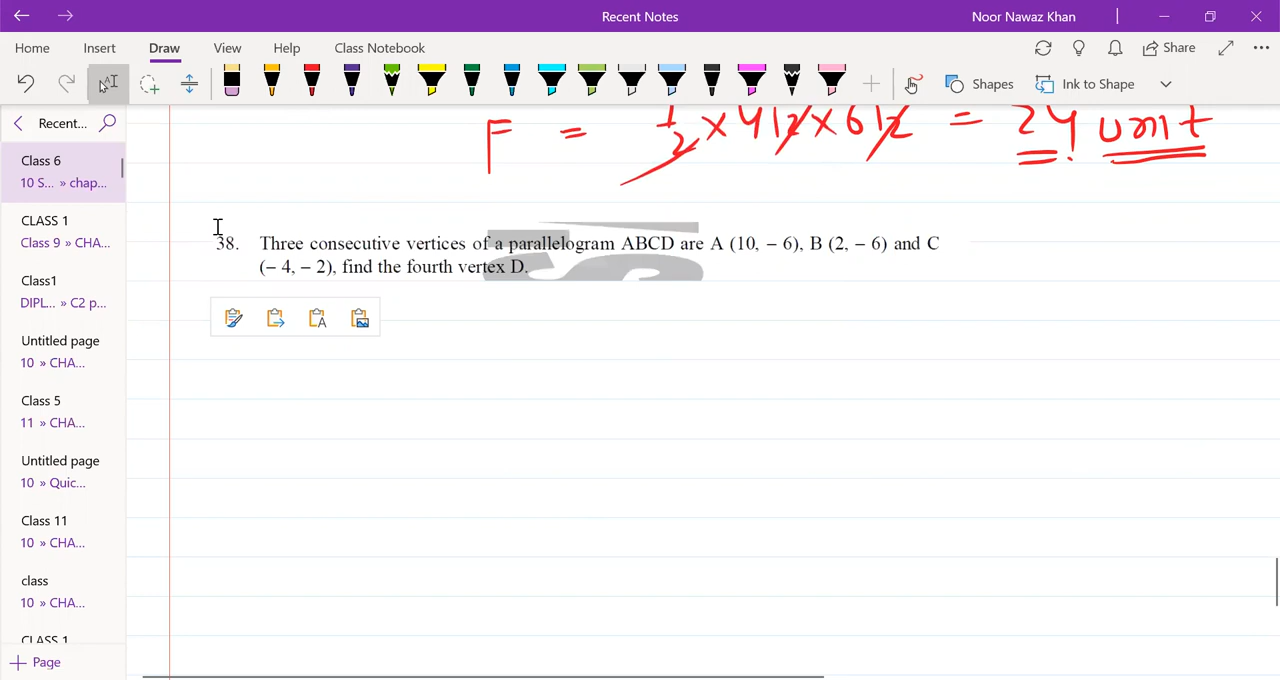 Recent Notes
Noor Nawaz Khan
Home Insert Draw View Help Class Notebook
Share
Shapes
Ink to Shape
Recent...
Class 6
10 S... » chap...
CLASS 1
Class 9 » CHA...
Class1
DIPL... » C2 p...
Untitled page
10 » CHA...
Class 5
11 » CHA...
Untitled page
10 » Quic...
Class 11
10 » CHA...
class
10 » CHA...
CLASS 1
Page
F = 1/2 × 4√2 × 6√2 = 24 unit
38. Three consecutive vertices of a parallelogram ABCD are A (10, – 6), B (2, – 6) and C
(– 4, – 2), find the fourth vertex D.